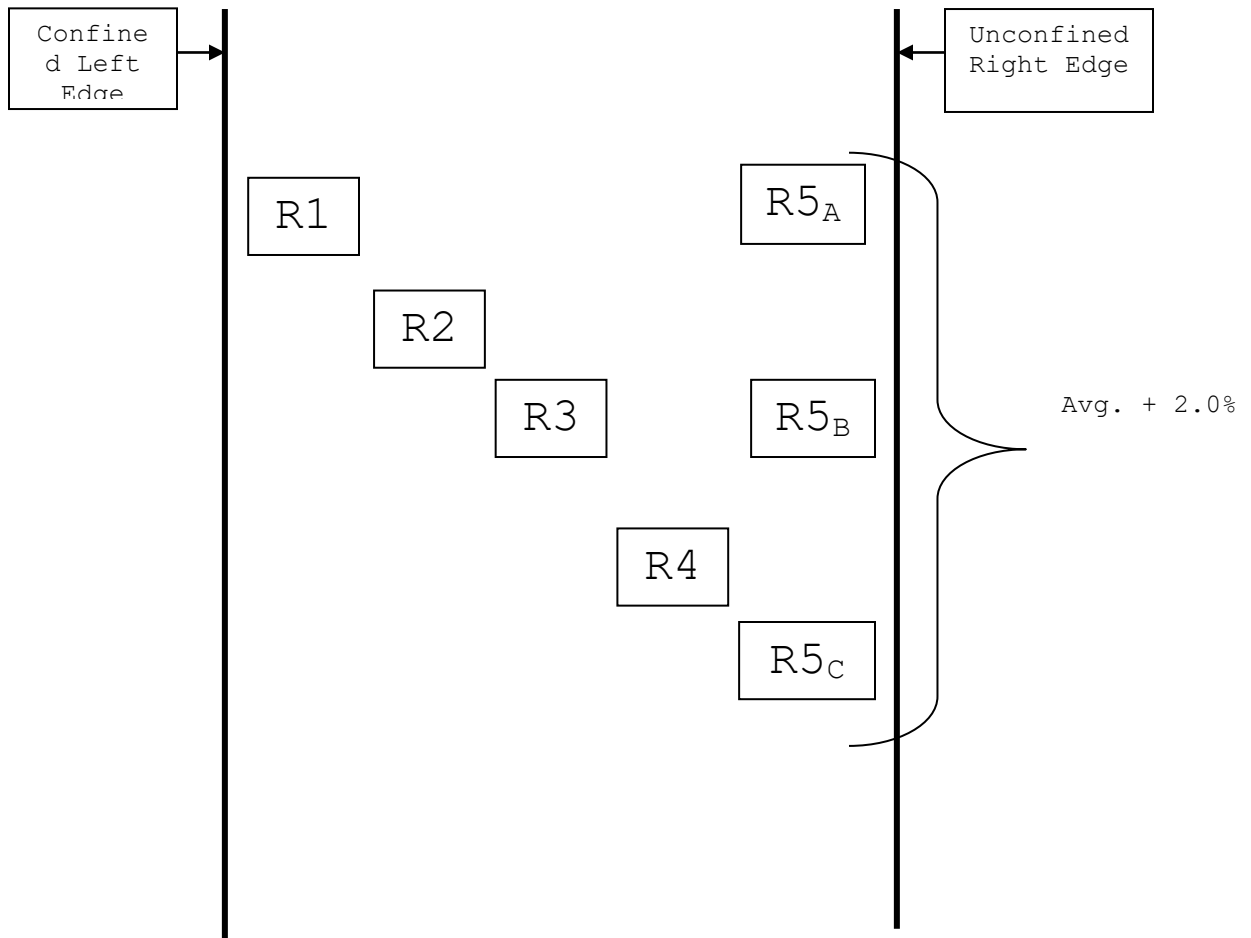 Confine
d Left
Edge
Unconfined
Right Edge
R1
R5A
R2
R3
R5B
Avg. + 2.0%
R4
R5C